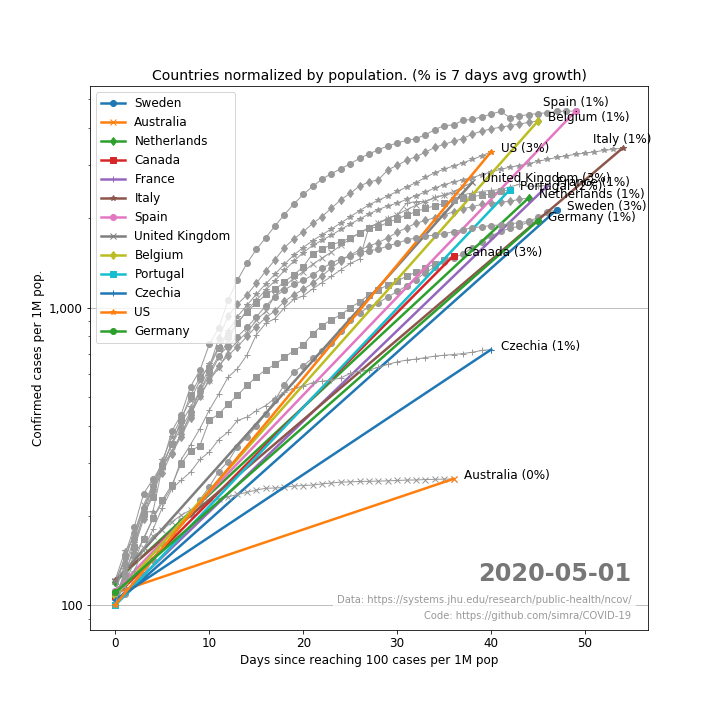 Countries normalized by population. (% is 7 days avg growth)
Sweden
Australia
Netherlands
Canada
France
Italy
Spain
United Kingdom
Belgium
Portugal
Czechia
US
Germany
Spain (1%)
Belgium (1%)
Italy (1%)
US (3%)
United Kingdom (3%)
Portugal (1%)
Netherlands (1%)
Sweden (3%)
Germany (1%)
Canada (3%)
Czechia (1%)
Australia (0%)
1,000
100
Confirmed cases per 1M pop.
2020-05-01
Data: https://systems.jhu.edu/research/public-health/ncov/
Code: https://github.com/simra/COVID-19
0
10
20
30
40
50
Days since reaching 100 cases per 1M pop